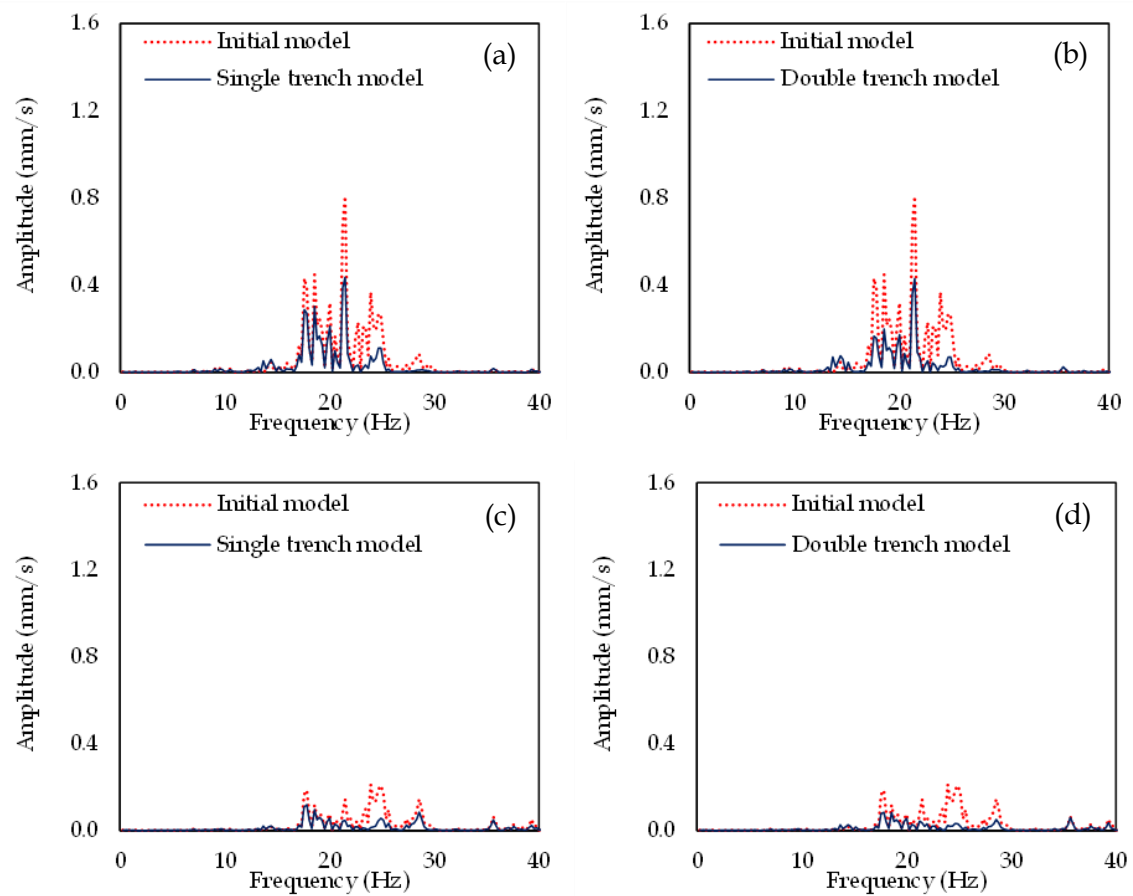 1.6
Initial model
(a)
Single trench model
1.2
0.8
0.4
0.0
Amplitude (mm/s)
0 10 20 30 40
Frequency (Hz)
1.6
Initial model
(b)
Double trench model
1.2
0.8
0.4
0.0
Amplitude (mm/s)
0 10 20 30 40
Frequency (Hz)
1.6
Initial model
(c)
Single trench model
1.2
0.8
0.4
0.0
Amplitude (mm/s)
0 10 20 30 40
Frequency (Hz)
1.6
Initial model
(d)
Double trench model
1.2
0.8
0.4
0.0
Amplitude (mm/s)
0 10 20 30 40
Frequency (Hz)